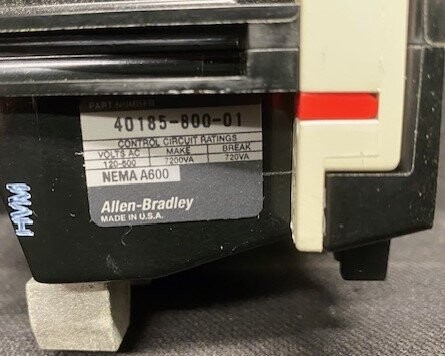 PART NUMBER
40185-800-01
CONTROL CIRCUIT RATINGS
VOLTS AC MAKE BREAK
120-600 7200VA 720VA
NEMA A600
Allen-Bradley
MADE IN U.S.A.
HVM